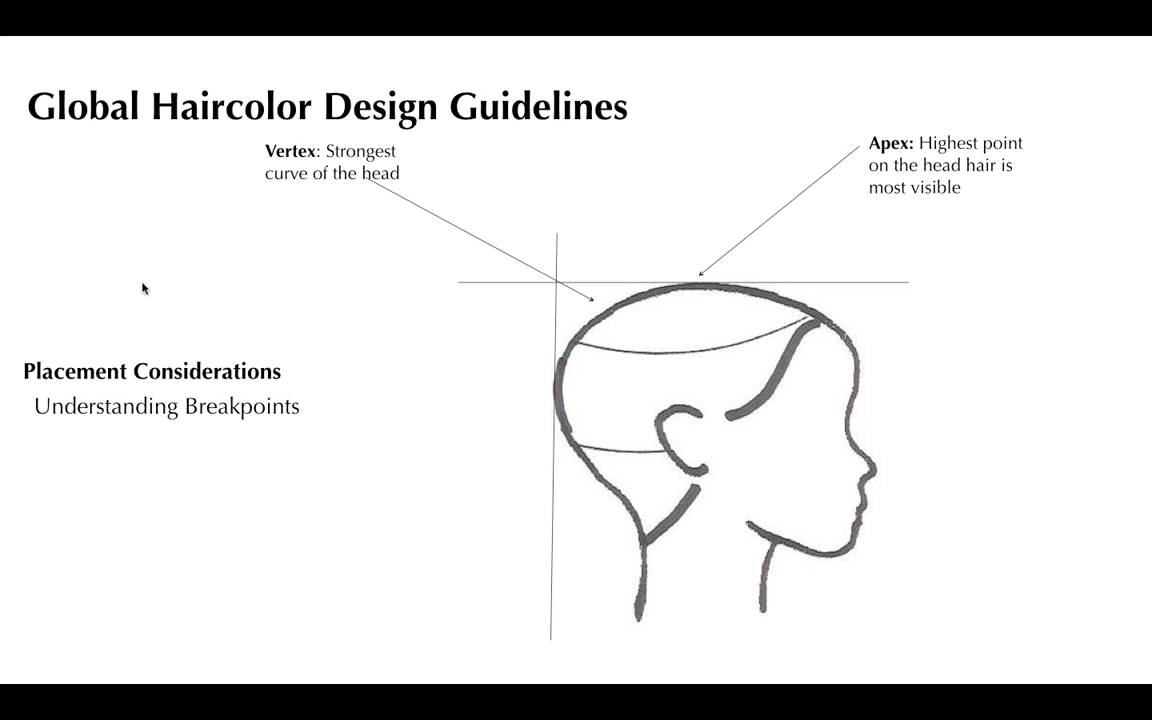 Global Haircolor Design Guidelines
Vertex: Strongest
curve of the head
Apex: Highest point
on the head hair is
most visible
Placement Considerations
Understanding Breakpoints